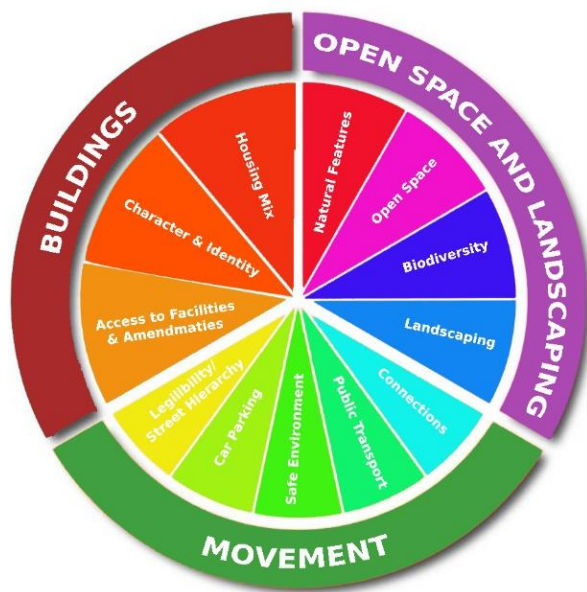 BUILDINGS
Housing Mix
Character & Identity
Access to Facilities
& Amendmaties
OPEN SPACE AND LANDSCAPING
Natural Features
Open Space
Biodiversity
Landscaping
MOVEMENT
Connections
Public Transport
Safe Environment
Car Parking
Legilibility/
Street Hierarchy